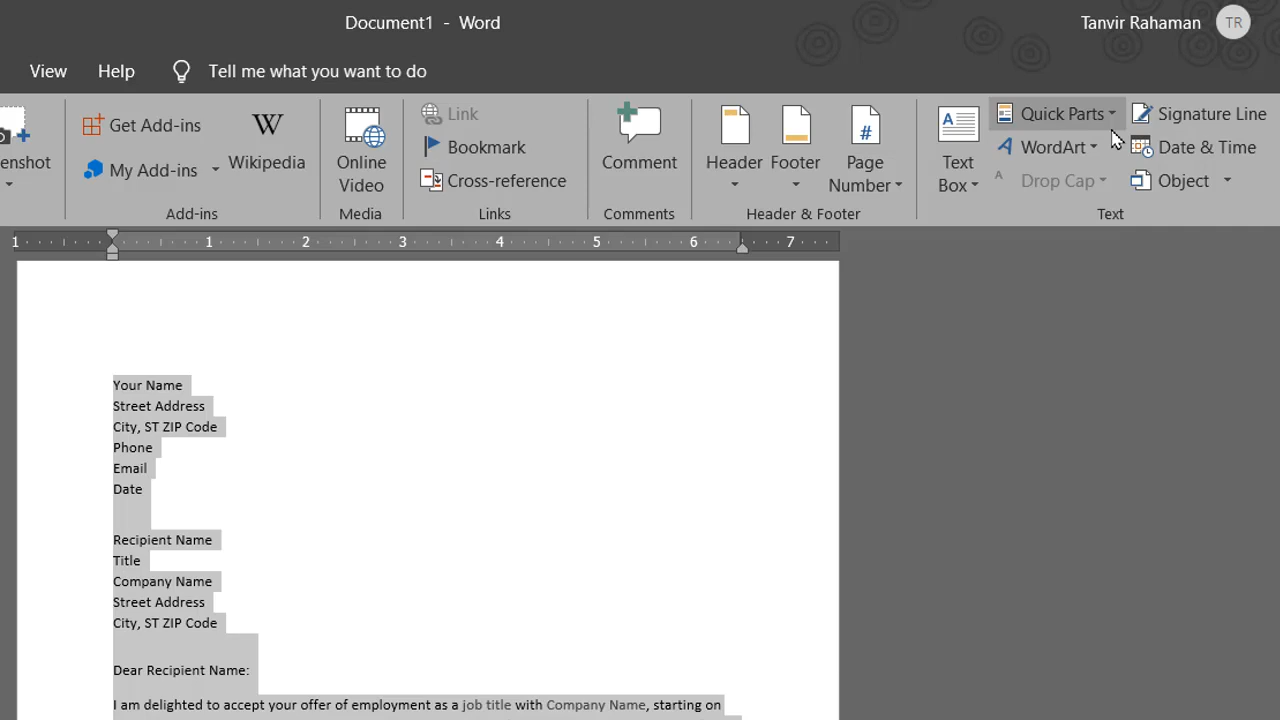 Document1 - Word
Tanvir Rahaman
TR
View Help Tell me what you want to do
enshot
Get Add-ins
My Add-ins
Wikipedia
Add-ins
Online
Video
Media
Link
Bookmark
Cross-reference
Links
Comment
Comments
Header
Footer
Page
Number
#
Header & Footer
A
Text
Box
Quick Parts
WordArt
Drop Cap
Signature Line
Date & Time
Object
Text
1 1 2 3 4 5 6 7
Your Name
Street Address
City, ST ZIP Code
Phone
Email
Date
Recipient Name
Title
Company Name
Street Address
City, ST ZIP Code
Dear Recipient Name:
I am delighted to accept your offer of employment as a job title with Company Name, starting on